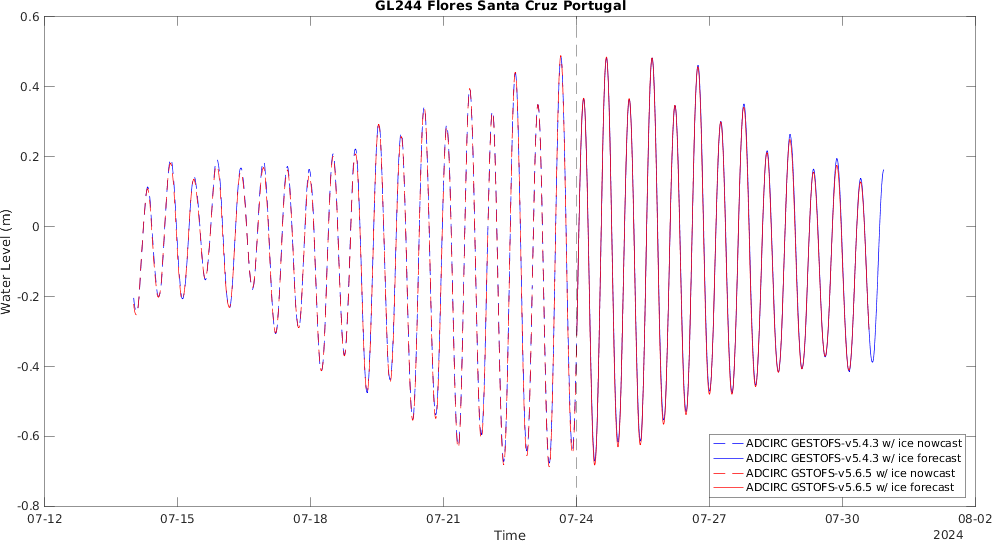 GL244 Flores Santa Cruz Portugal
0.6
0.4
0.2
0
-0.2
-0.4
-0.6
-0.8
Water Level (m)
ADCIRC GESTOFS-v5.4.3 w/ ice nowcast
ADCIRC GESTOFS-v5.4.3 w/ ice forecast
ADCIRC GSTOFS-v5.6.5 w/ ice nowcast
ADCIRC GSTOFS-v5.6.5 w/ ice forecast
07-12 07-15 07-18 07-21 07-24 07-27 07-30 08-02
Time
2024